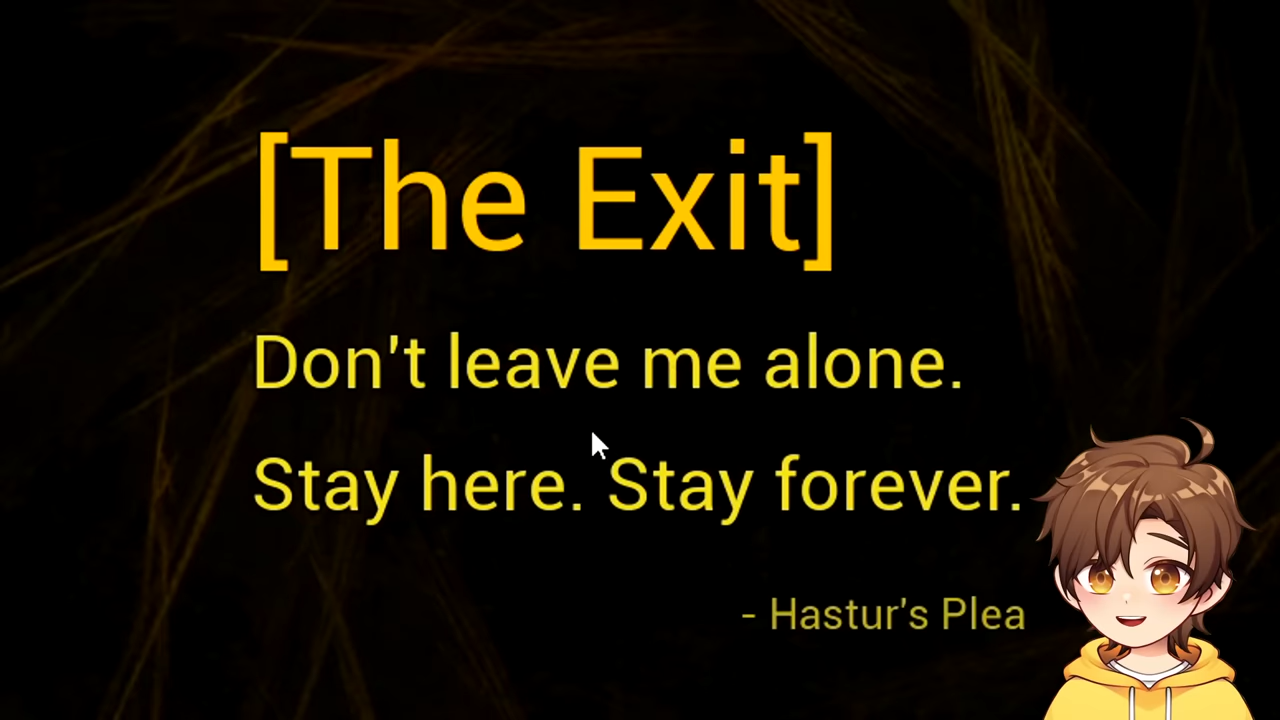 [The Exit]
Don't leave me alone.
Stay here. Stay forever.
- Hastur's Plea